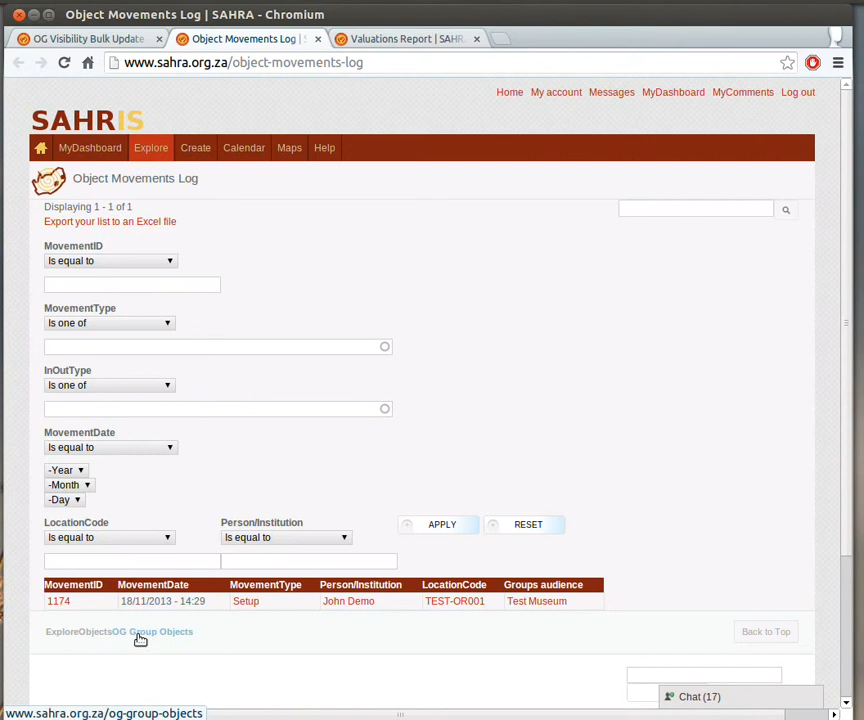 Object Movements Log | SAHRA - Chromium
OG Visibility Bulk Update
Object Movements Log | S
Valuations Report | SAHR
www.sahra.org.za/object-movements-log
Home My account Messages MyDashboard MyComments Log out
SAHRIS
MyDashboard Explore Create Calendar Maps Help
Object Movements Log
Displaying 1 - 1 of 1
Export your list to an Excel file
MovementID
Is equal to
MovementType
Is one of
InOutType
Is one of
MovementDate
Is equal to
-Year
-Month
-Day
LocationCode Person/Institution APPLY RESET
Is equal to Is equal to
MovementID MovementDate MovementType Person/Institution LocationCode Groups audience
1174 18/11/2013 - 14:29 Setup John Demo TEST-OR001 Test Museum
ExploreObjectsOG Group Objects Back to Top
Chat (17)
www.sahra.org.za/og-group-objects